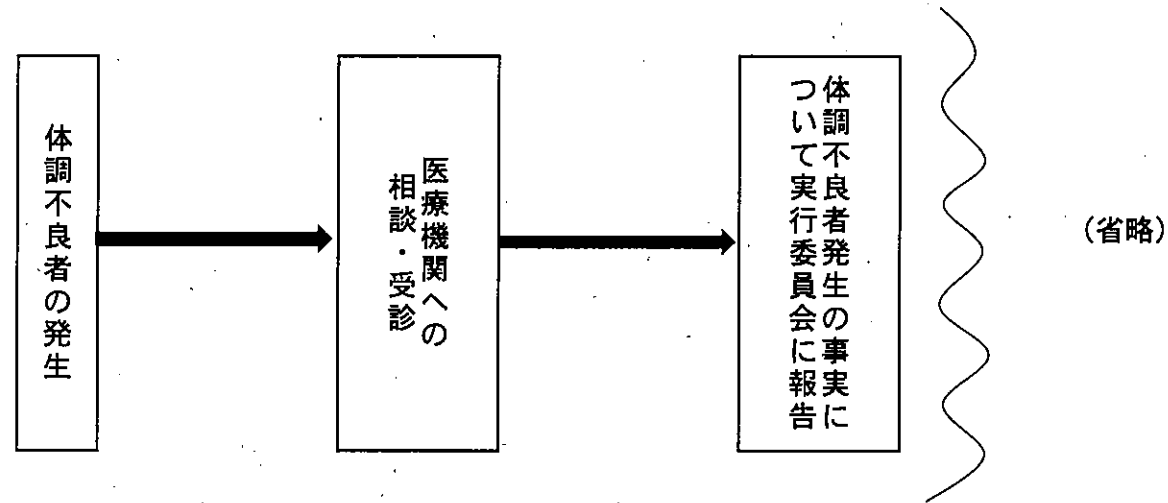 体調不良者の発生
医療機関への
相談・受診
体調不良者発生の事実に
ついて実行委員会に報告
(省略)